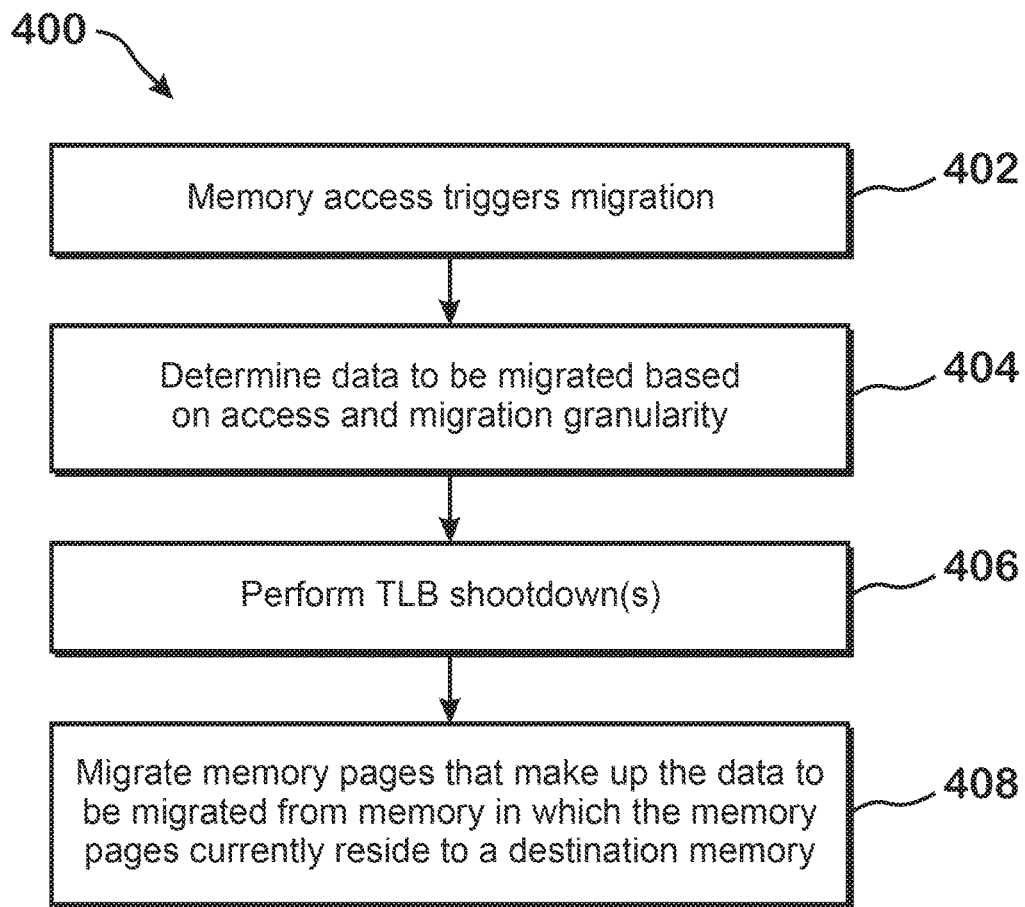 400
Memory access triggers migration
402
Determine data to be migrated based
on access and migration granularity
404
Perform TLB shootdown(s)
406
Migrate memory pages that make up the data to
be migrated from memory in which the memory
pages currently reside to a destination memory
408